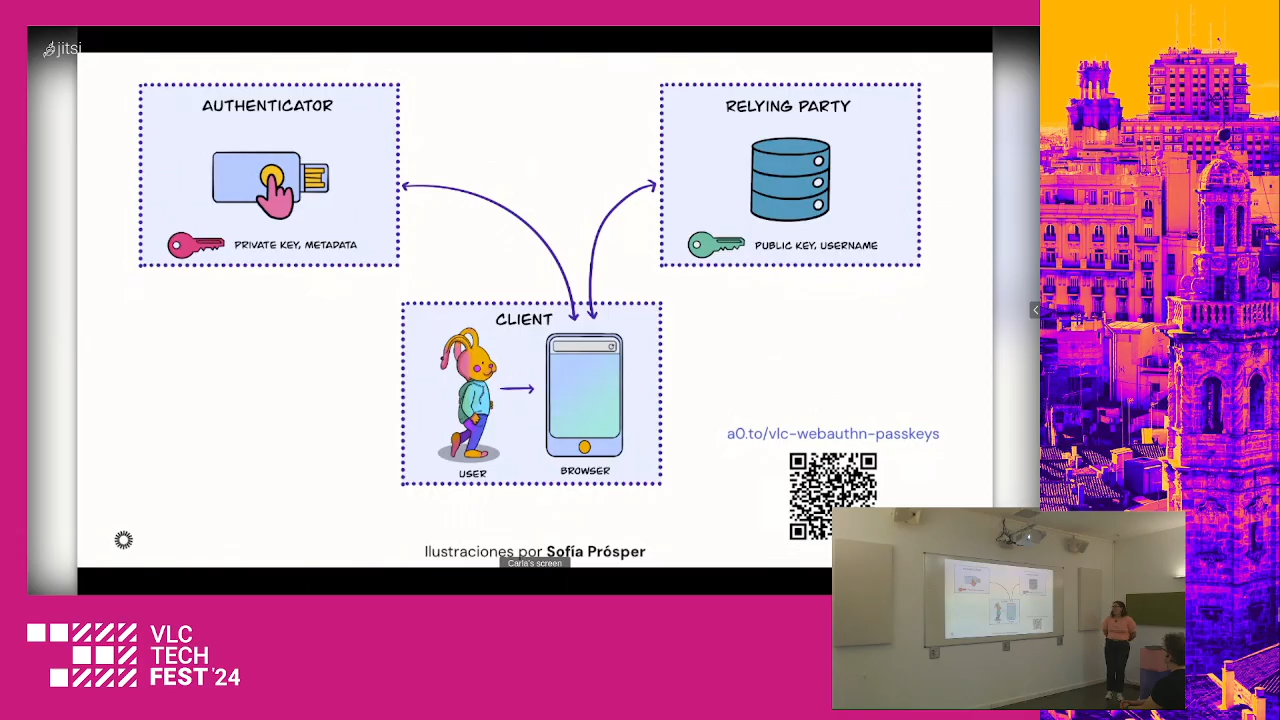 jitsi
AUTHENTICATOR
PRIVATE KEY, METADATA
RELYING PARTY
PUBLIC KEY, USERNAME
CLIENT
USER
BROWSER
a0.to/vlc-webauthn-passkeys
Ilustraciones por Sofía Prósper
Carla's screen
VLC
TECH
FEST '24